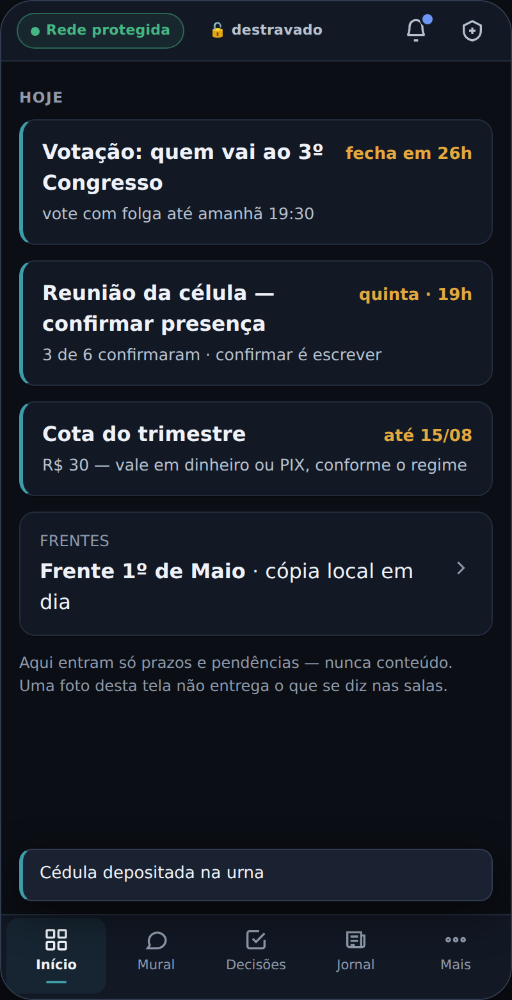 Rede protegida
🔓 destravado
HOJE
Votação: quem vai ao 3º Congresso
fecha em 26h
vote com folga até amanhã 19:30
Reunião da célula —
confirmar presença
quinta · 19h
3 de 6 confirmaram · confirmar é escrever
Cota do trimestre
até 15/08
R$ 30 — vale em dinheiro ou PIX, conforme o regime
FRENTES
Frente 1º de Maio · cópia local em
dia
Aqui entram só prazos e pendências — nunca conteúdo.
Uma foto desta tela não entrega o que se diz nas salas.
Cédula depositada na urna
Início
Mural
Decisões
Jornal
Mais